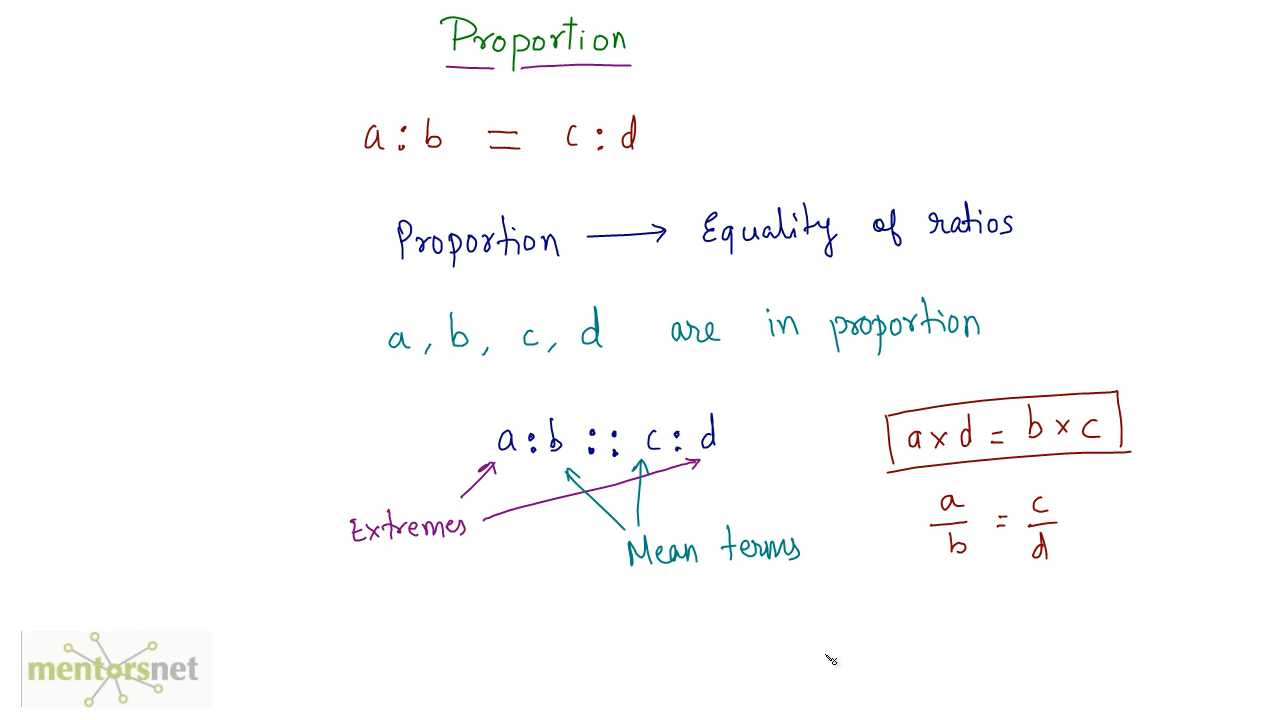 Proportion
a : b = c : d
Proportion → Equality of ratios
a, b, c, d are in proportion
a : b :: c : d
a × d = b × c
a/b = c/d
Extremes
Mean terms
mentorsnet